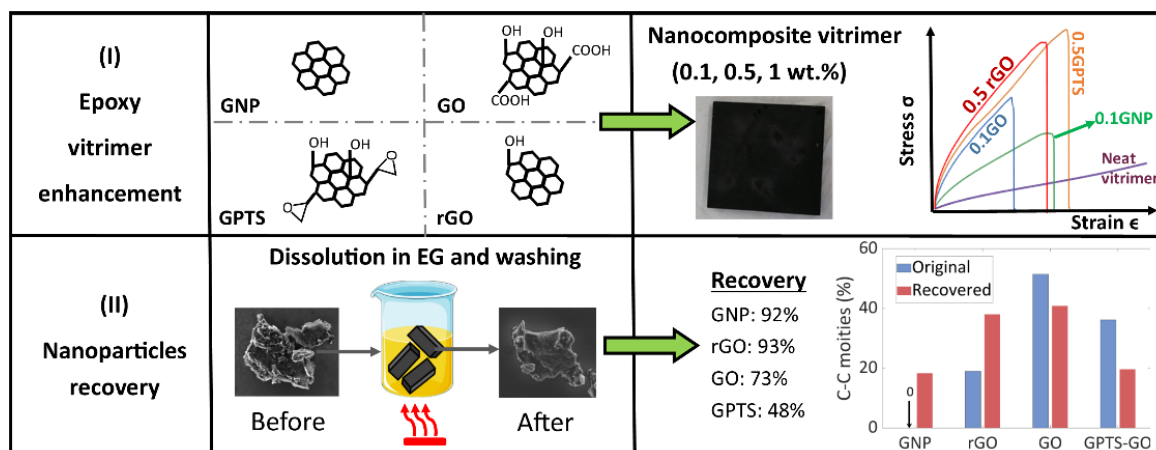 (I)
Epoxy
vitrimer
enhancement
GNP
OH
OH
COOH
COOH
GO
OH
OH
O
O
GPTS
OH
rGO
Nanocomposite vitrimer
(0.1, 0.5, 1 wt.%)
Stress σ
0.5 rGO
0.5GPTS
0.1GO
0.1GNP
Neat
vitrimer
Strain ϵ
(II)
Nanoparticles
recovery
Dissolution in EG and washing
Before
After
Recovery
GNP: 92%
rGO: 93%
GO: 73%
GPTS: 48%
C-C moities (%)
60
40
20
0
Original
Recovered
0
GNP
rGO
GO
GPTS-GO